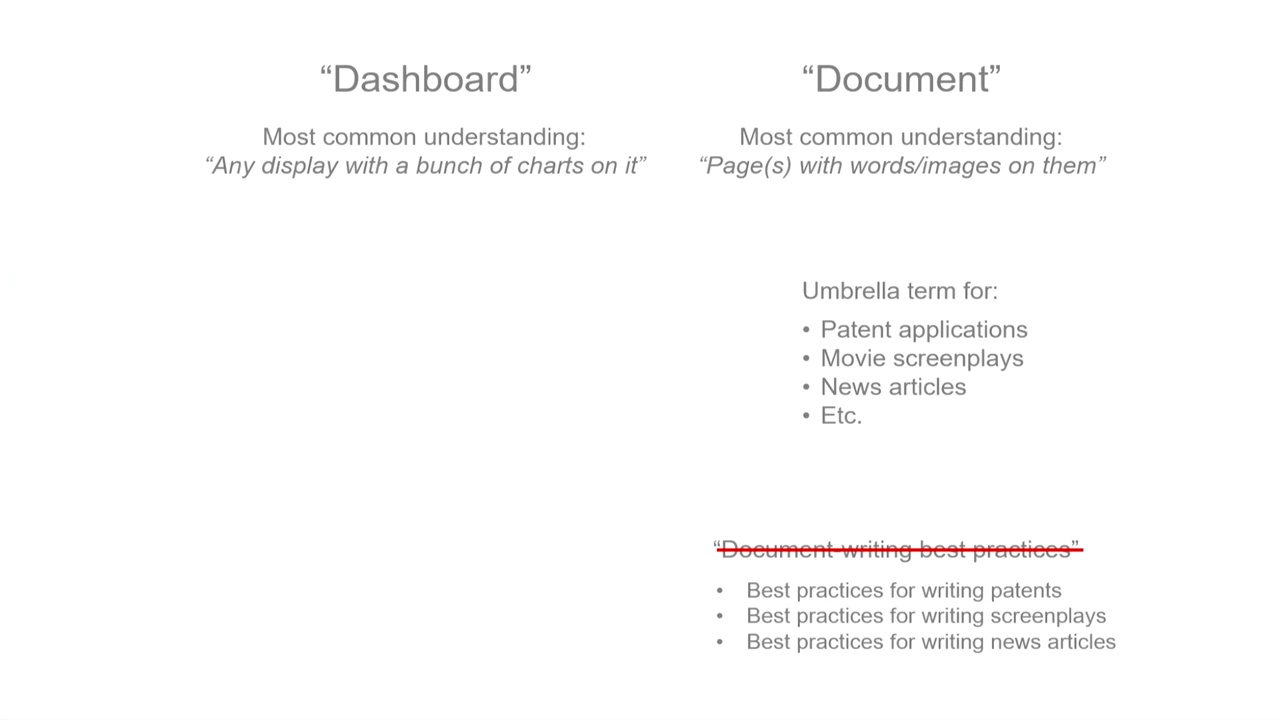 “Dashboard”
Most common understanding:
“Any display with a bunch of charts on it”
“Document”
Most common understanding:
“Page(s) with words/images on them”
Umbrella term for:
• Patent applications
• Movie screenplays
• News articles
• Etc.
“Document-writing best practices”
• Best practices for writing patents
• Best practices for writing screenplays
• Best practices for writing news articles